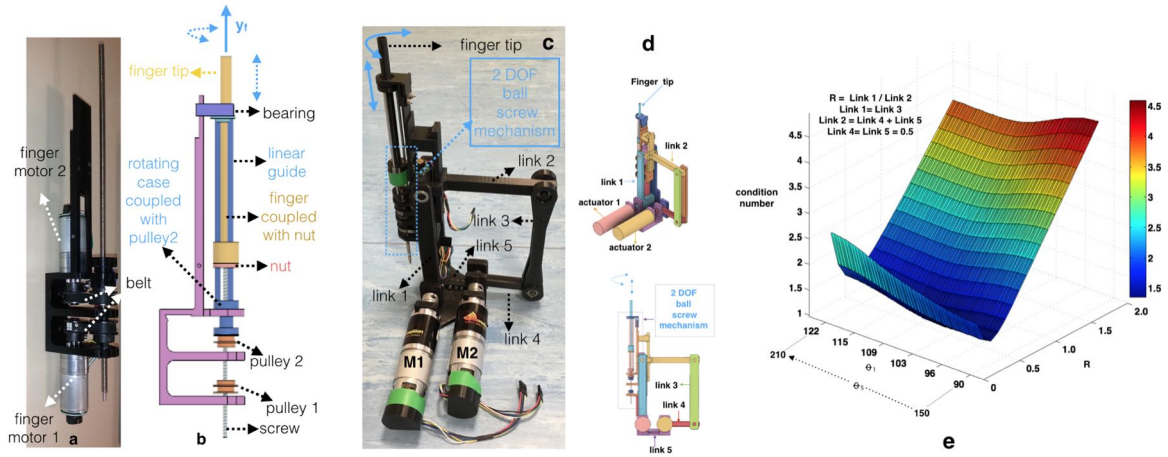 finger
motor 2
belt
finger
motor 1
a
b
yf
finger tip
bearing
rotating
case
coupled
with
pulley2
linear
guide
finger
coupled
with nut
nut
pulley 2
pulley 1
screw
c
finger tip
2 DOF
ball
screw
mechanism
link 2
link 3
link 5
link 1
link 4
M1
M2
d
Finger tip
link 2
link 1
actuator 1
actuator 2
2 DOF
ball
screw
mechanism
link 3
link 4
link 5
R = Link 1 / Link 2
Link 1= Link 3
Link 2 = Link 4 + Link 5
Link 4= Link 5 = 0.5
condition
number
4.5
4
3.5
3
2.5
2
1.5
1
122
115
109
103
96
90
Θ1
210
Θ5
150
0
0.5
1.0
1.5
2.0
R
4.5
4
3.5
3
2.5
2
1.5
e